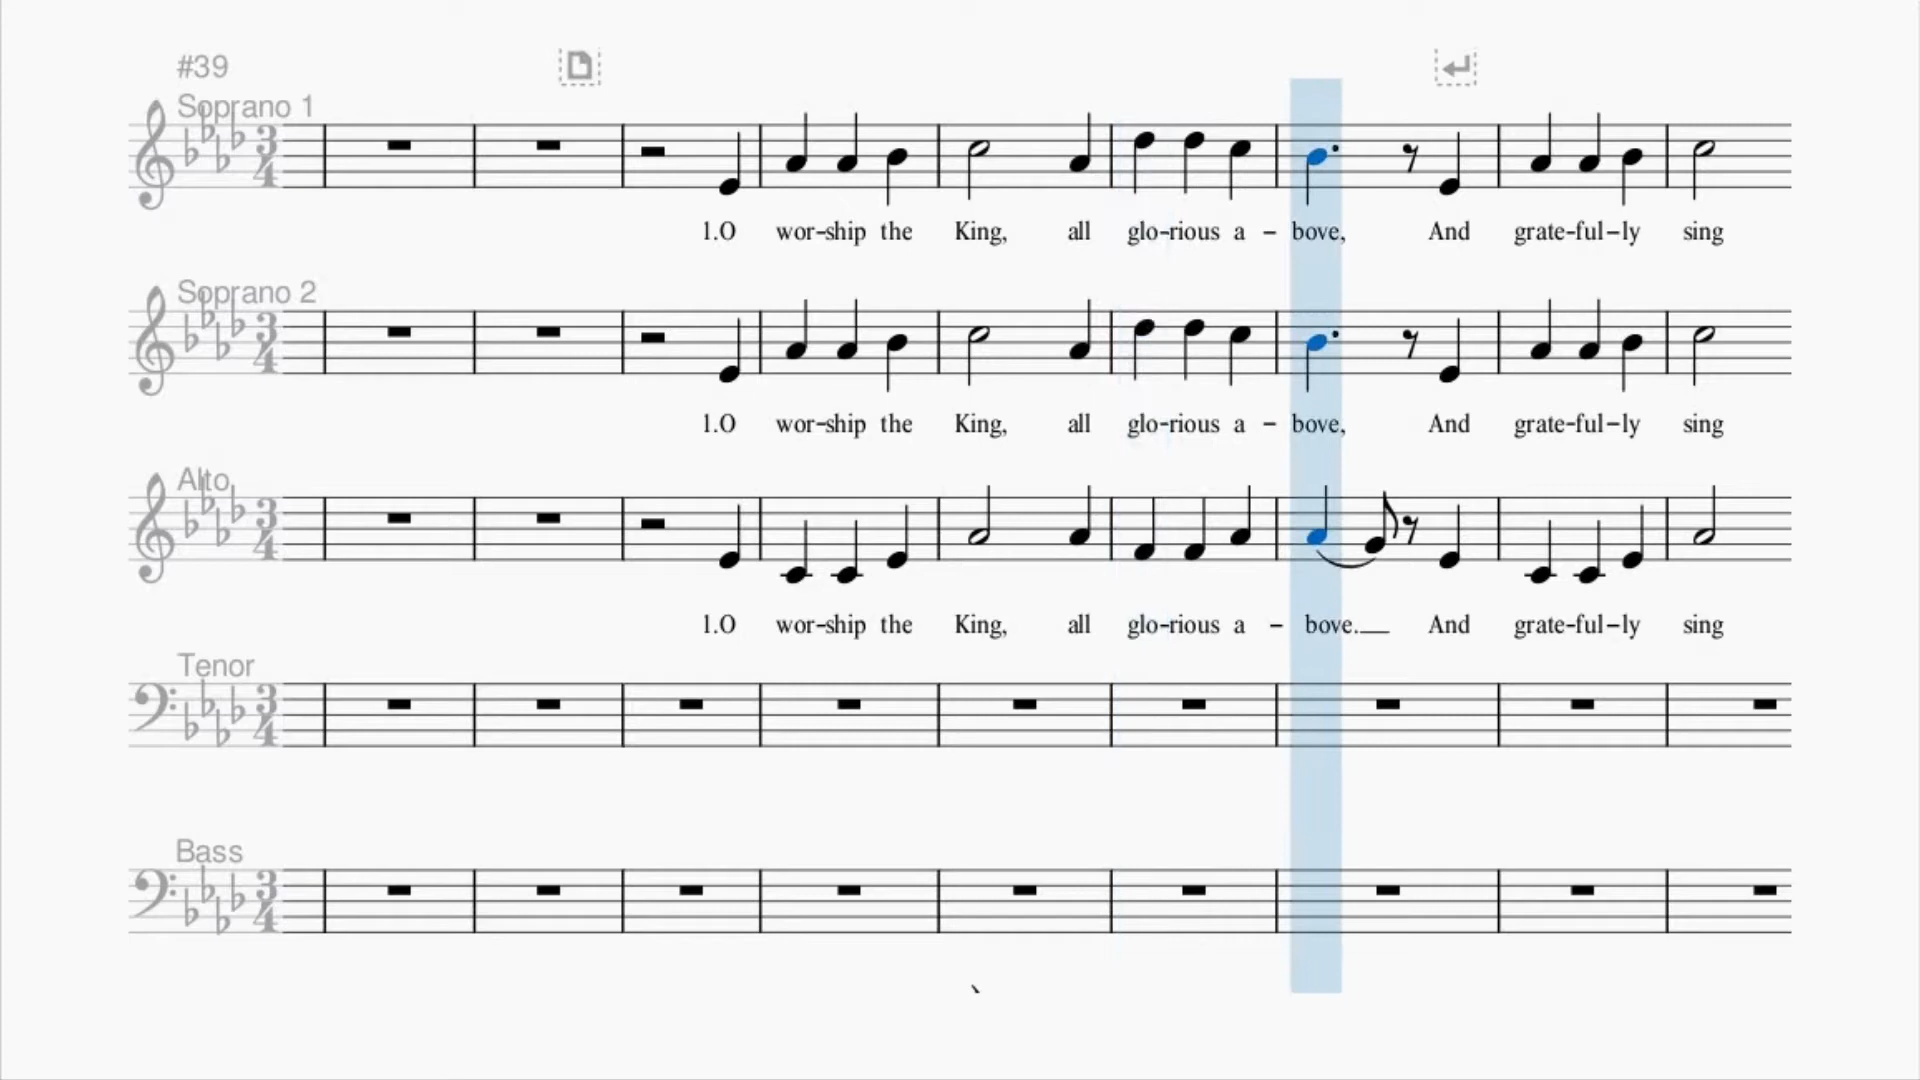 #39
Soprano 1
1.O wor-ship the King, all glo-rious a - bove, And grate-ful-ly sing
Soprano 2
1.O wor-ship the King, all glo-rious a - bove, And grate-ful-ly sing
Alto
1.O wor-ship the King, all glo-rious a - bove.__ And grate-ful-ly sing
Tenor
Bass